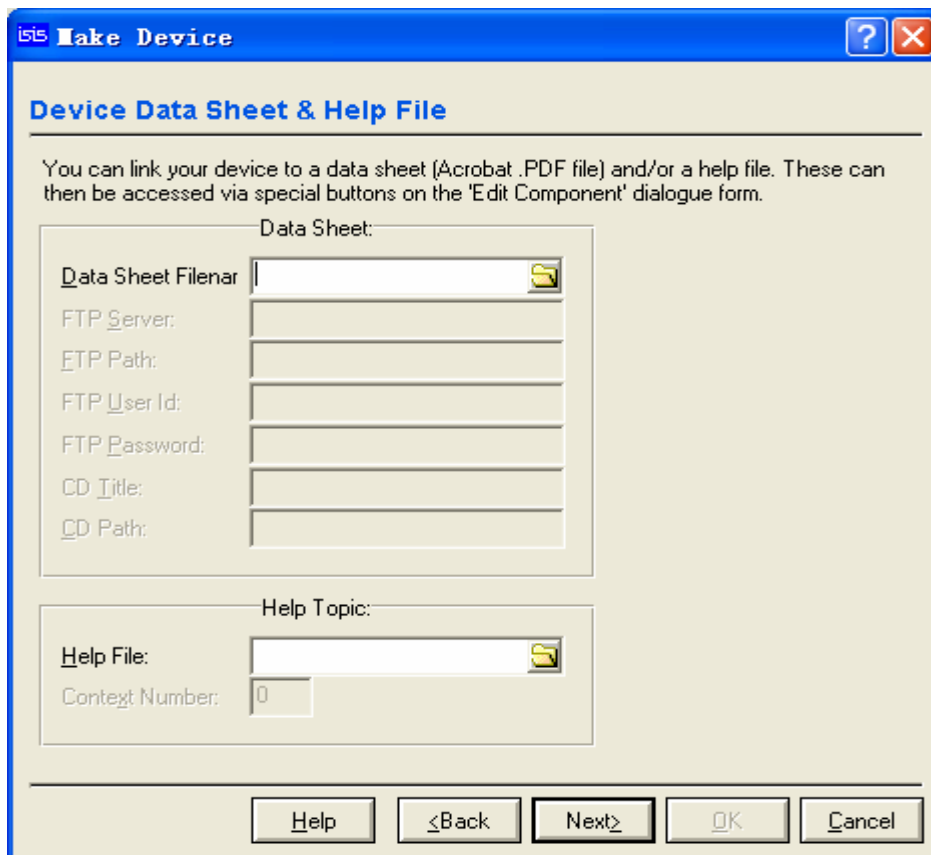 isis Make Device
Device Data Sheet & Help File
You can link your device to a data sheet (Acrobat .PDF file) and/or a help file. These can
then be accessed via special buttons on the 'Edit Component' dialogue form.
Data Sheet:
Data Sheet Filenar
FTP Server:
FTP Path:
FTP User Id:
FTP Password:
CD Title:
CD Path:
Help Topic:
Help File:
Context Number: 0
Help <Back Next> OK Cancel